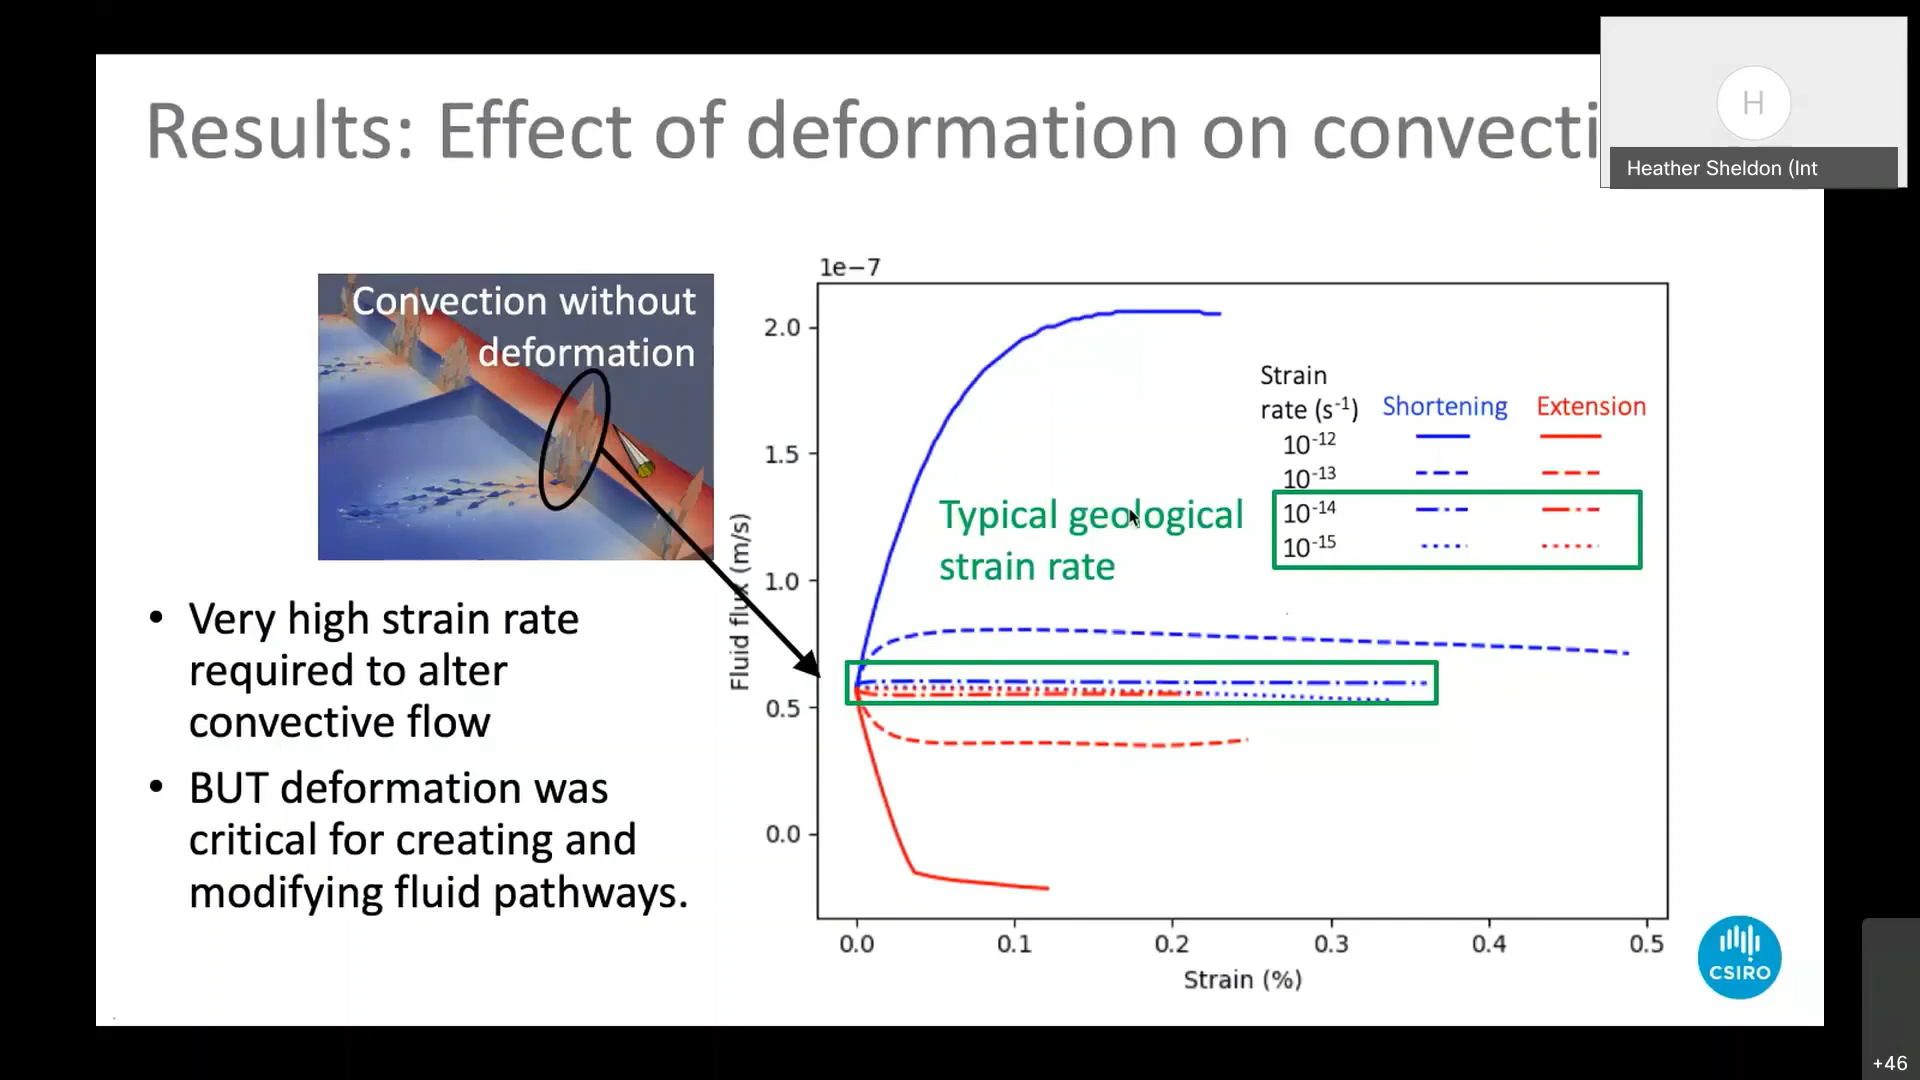 Results: Effect of deformation on convecti
H
Heather Sheldon (Int
Convection without
deformation
• Very high strain rate
required to alter
convective flow
• BUT deformation was
critical for creating and
modifying fluid pathways.
1e−7
2.0
1.5
1.0
0.5
0.0
Fluid flux (m/s)
0.0 0.1 0.2 0.3 0.4 0.5
Strain (%)
Strain
rate (s⁻¹) Shortening Extension
10⁻¹²
10⁻¹³
10⁻¹⁴
10⁻¹⁵
Typical geological
strain rate
CSIRO
+46